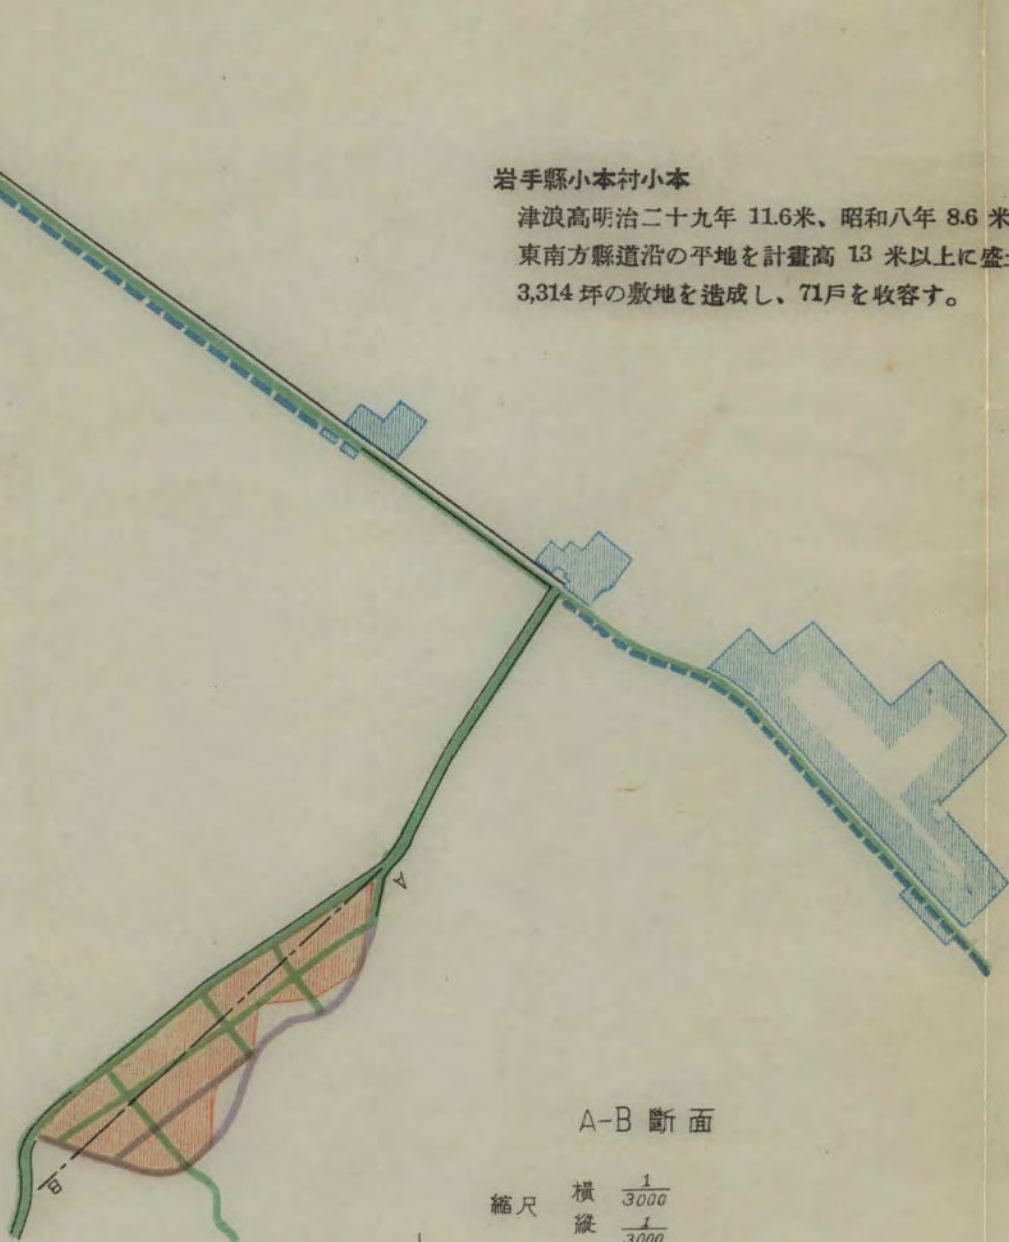 岩手縣小本村小本
津浪高明治二十九年 11.6米、昭和八年 8.6 米
東南方縣道沿の平地を計畫高 13 米以上に盛土
3,314 坪の敷地を造成し、71戸を收容す。
A
B
A-B 斷面
縮尺 橫 1/3000
縱 1/3000